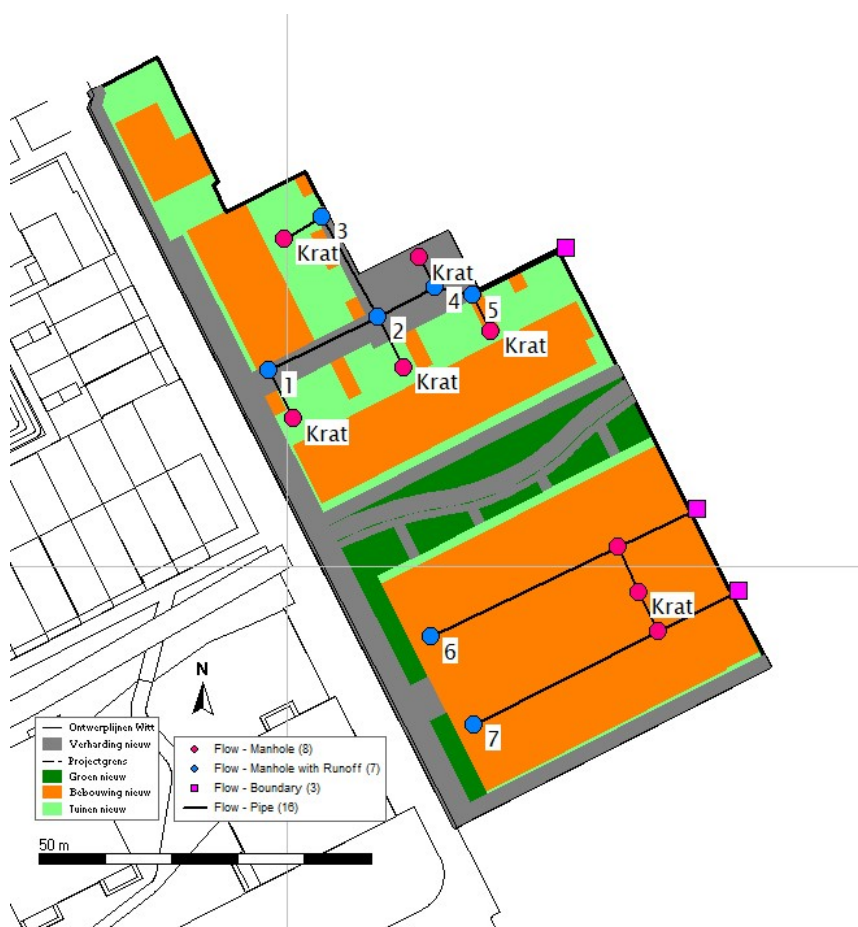 3
Krat
Krat
4
5
2
Krat
1
Krat
Krat
Krat
6
N
7
Ontwerplijnen Witt
Verharding nieuw
Projectgrens
Groen nieuw
Bebouwing nieuw
Tuinen nieuw
Flow - Manhole (8)
Flow - Manhole with Runoff (7)
Flow - Boundary (3)
Flow - Pipe (16)
50 m